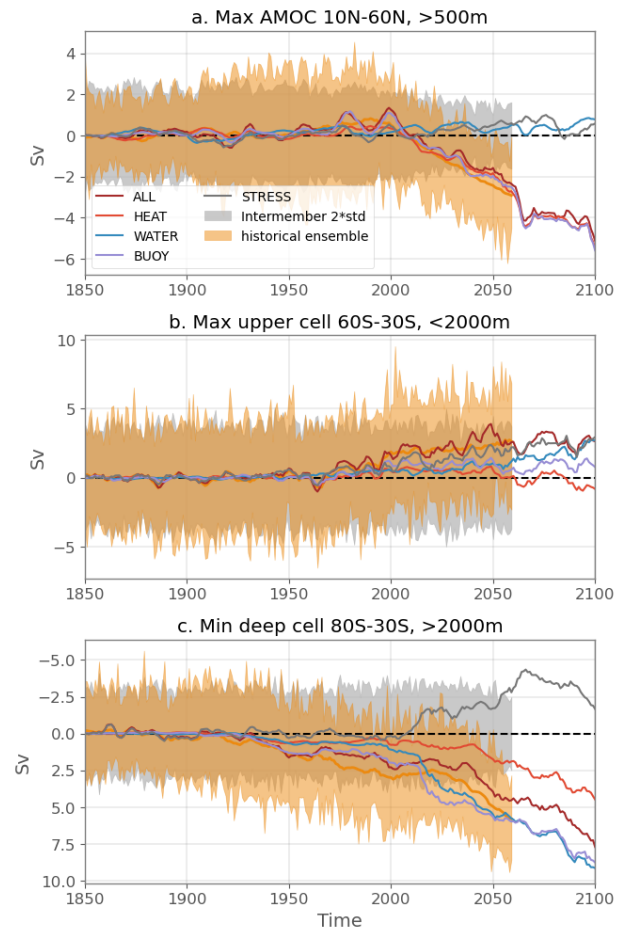 a. Max AMOC 10N-60N, >500m
4
2
0
−2
−4
−6
Sv
ALL
HEAT
WATER
BUOY
STRESS
Intermember 2*std
historical ensemble
1850 1900 1950 2000 2050 2100
b. Max upper cell 60S-30S, <2000m
10
5
0
−5
Sv
1850 1900 1950 2000 2050 2100
c. Min deep cell 80S-30S, >2000m
−5.0
−2.5
0.0
2.5
5.0
7.5
10.0
Sv
1850 1900 1950 2000 2050 2100
Time